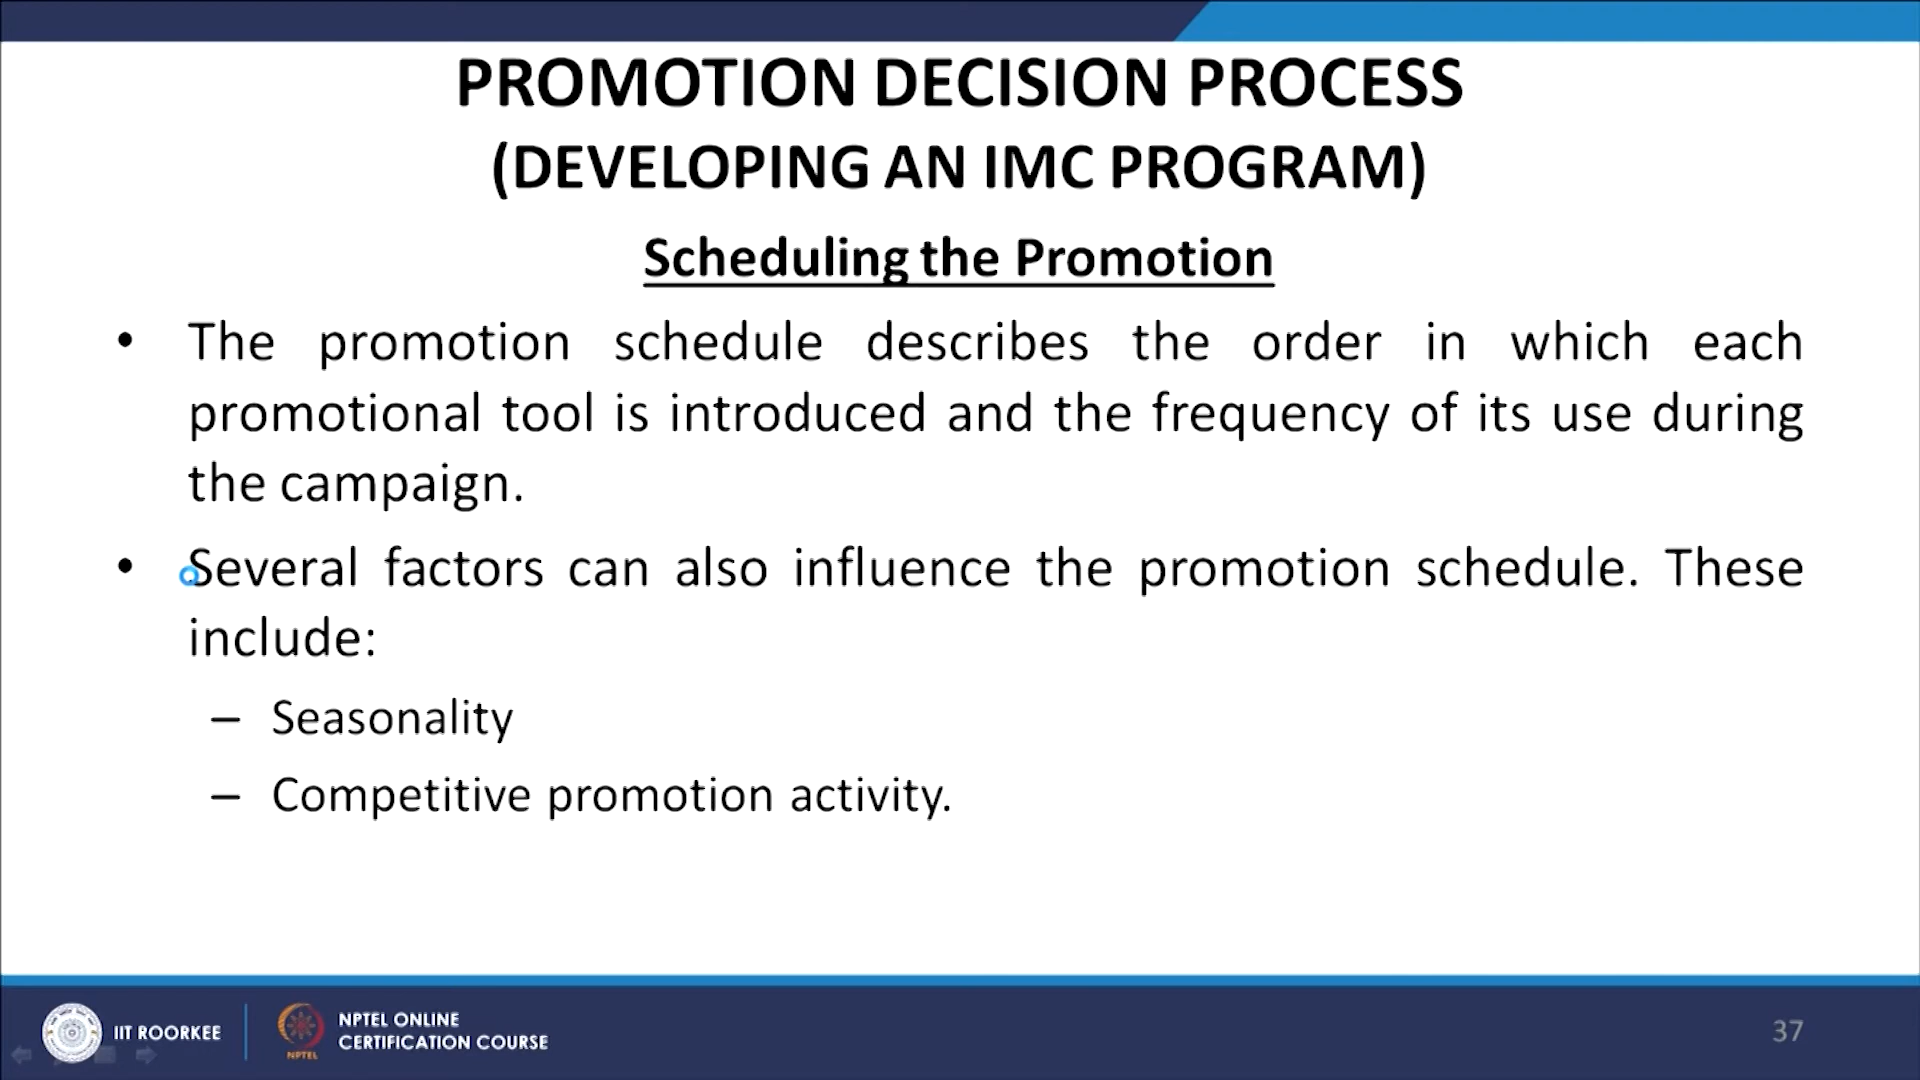 PROMOTION DECISION PROCESS
(DEVELOPING AN IMC PROGRAM)
Scheduling the Promotion
• The promotion schedule describes the order in which each
promotional tool is introduced and the frequency of its use during
the campaign.
• Several factors can also influence the promotion schedule. These
include:
– Seasonality
– Competitive promotion activity.
IIT ROORKEE
NPTEL
NPTEL ONLINE
CERTIFICATION COURSE
37